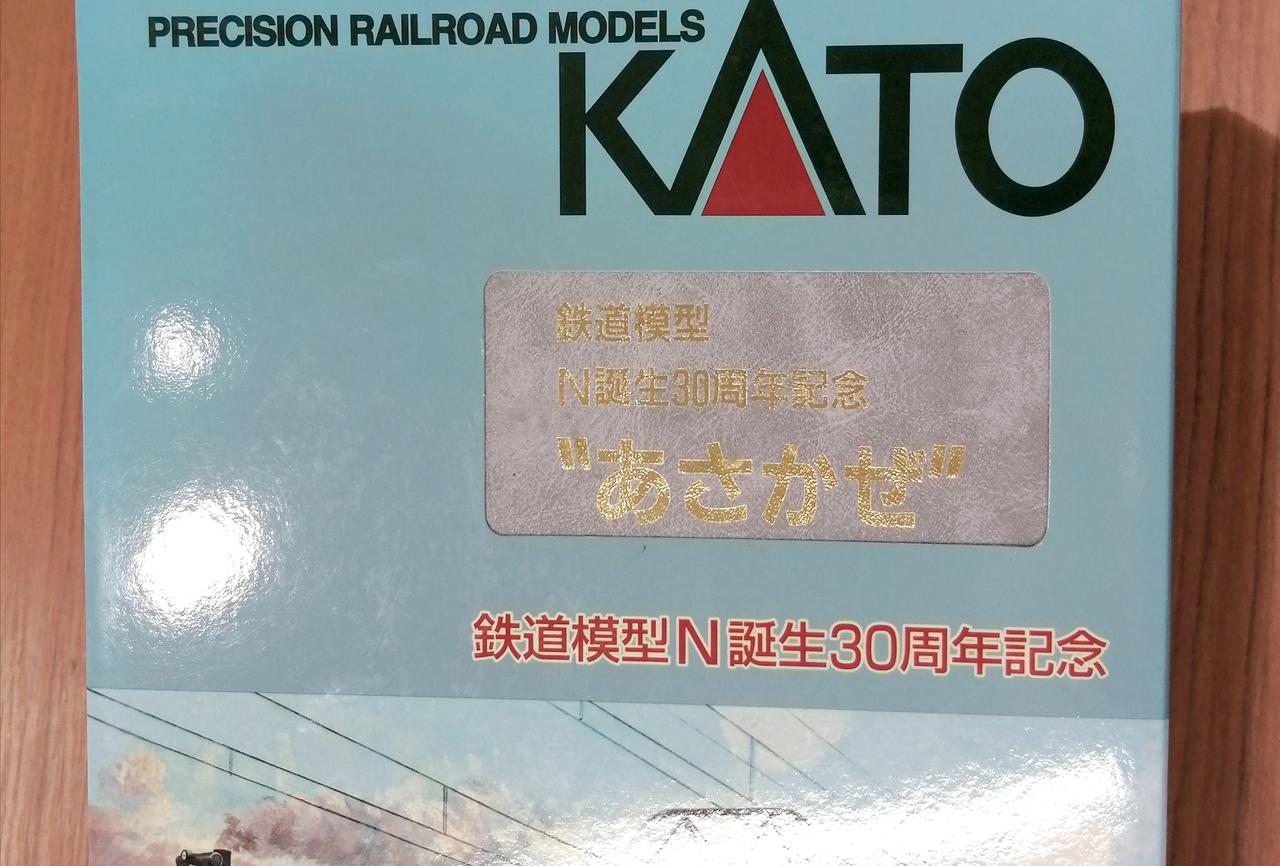 PRECISION RAILROAD MODELS
KATO
鉄道模型
N誕生30周年記念
"あさかぜ"
鉄道模型N誕生30周年記念